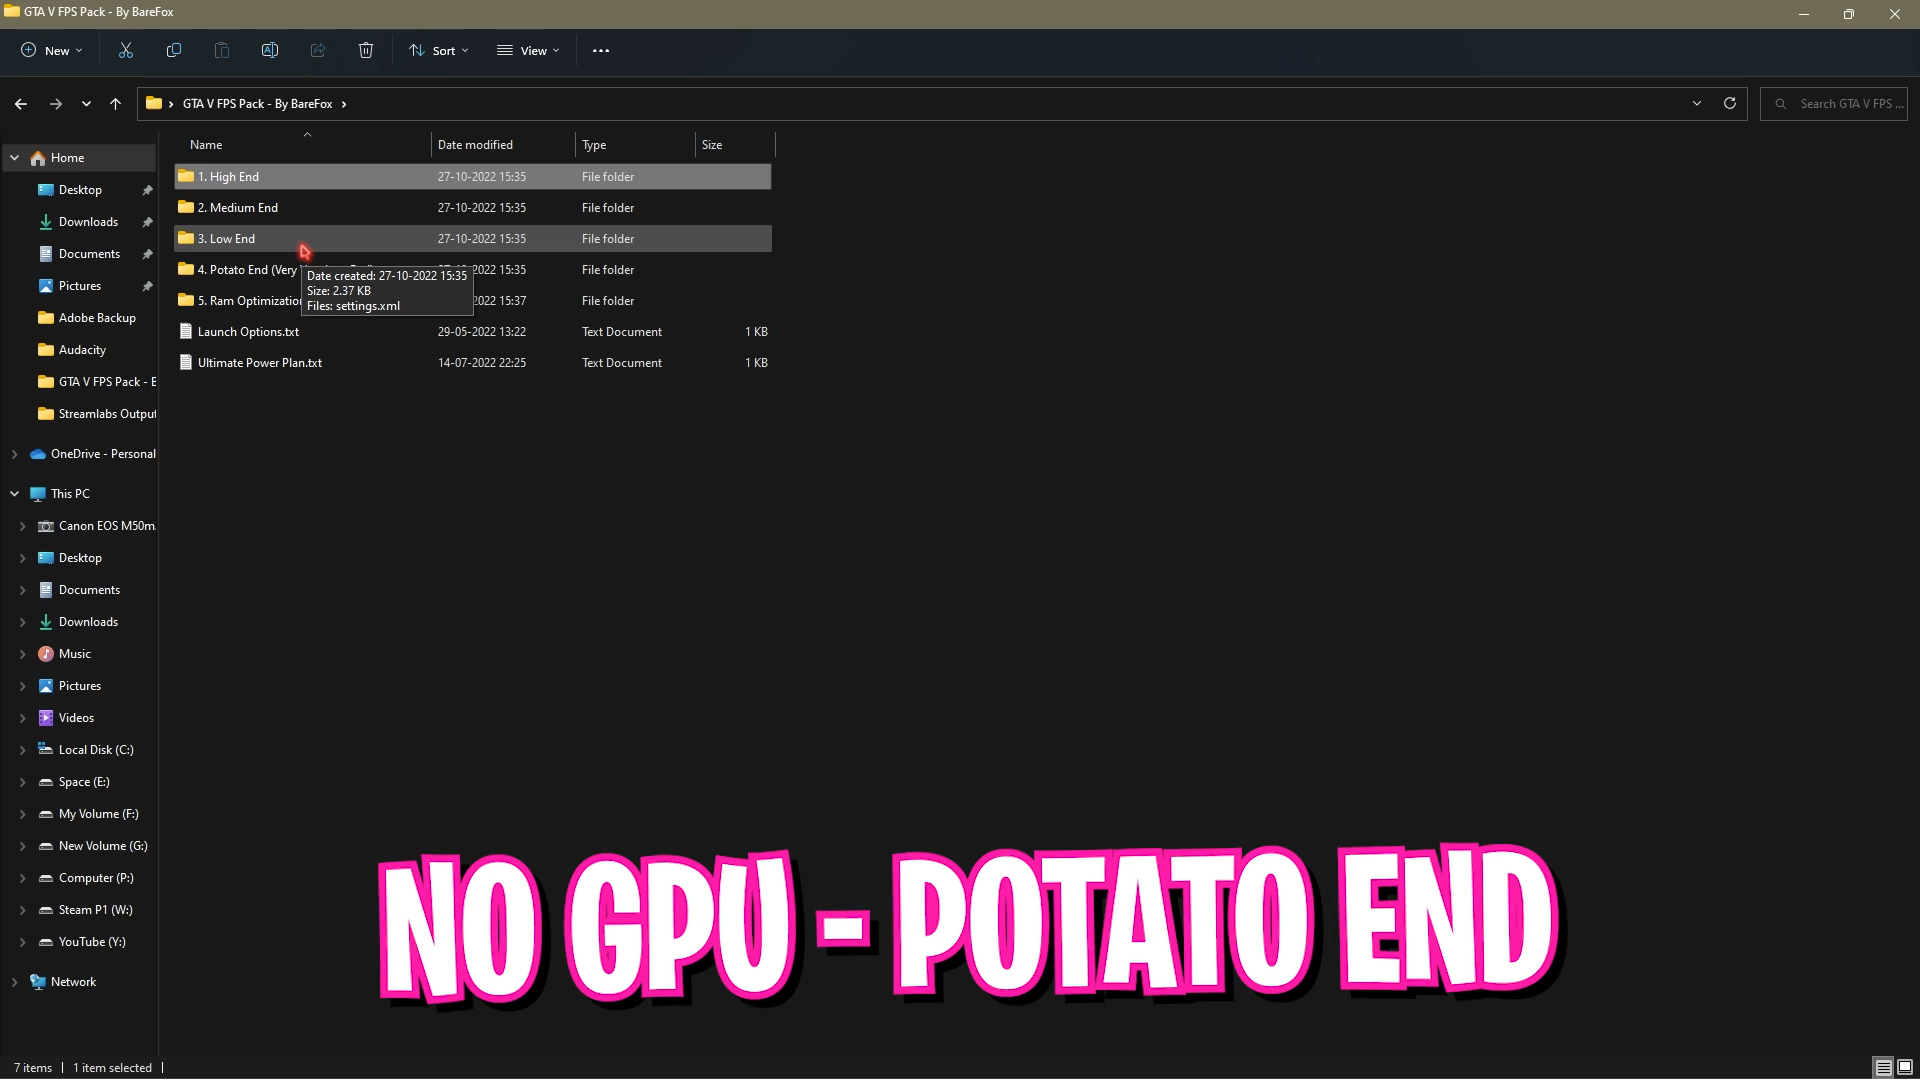 GTA V FPS Pack - By BareFox
New
Sort
View
GTA V FPS Pack - By BareFox
Search GTA V FPS ...
Name Date modified Type Size
Home
Desktop
Downloads
Documents
Pictures
Adobe Backup
Audacity
GTA V FPS Pack - B
Streamlabs Output
OneDrive - Personal
This PC
Canon EOS M50m
Desktop
Documents
Downloads
Music
Pictures
Videos
Local Disk (C:)
Space (E:)
My Volume (F:)
New Volume (G:)
Computer (P:)
Steam P1 (W:)
YouTube (Y:)
Network
1. High End 27-10-2022 15:35 File folder
2. Medium End 27-10-2022 15:35 File folder
3. Low End 27-10-2022 15:35 File folder
4. Potato End (Very 2022 15:35 File folder
5. Ram Optimization 2022 15:37 File folder
Launch Options.txt 29-05-2022 13:22 Text Document 1 KB
Ultimate Power Plan.txt 14-07-2022 22:25 Text Document 1 KB
Date created: 27-10-2022 15:35
Size: 2.37 KB
Files: settings.xml
NO GPU - POTATO END
7 items 1 item selected